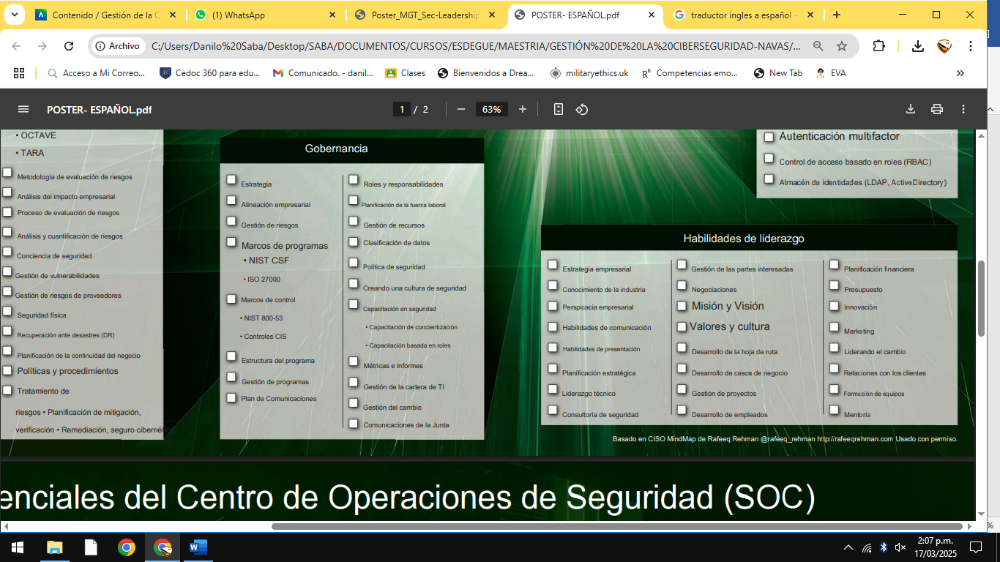 Contenido / Gestión de la C
(1) WhatsApp
Poster_MGT_Sec-Leadership
POSTER- ESPAÑOL.pdf
traductor ingles a español -
Archivo
C:/Users/Danilo%20Saba/Desktop/SABA/DOCUMENTOS/CURSOS/ESDEGUE/MAESTRIA/GESTIÓN%20DE%20LA%20CIBERSEGURIDAD-NAVAS/...
Acceso a Mi Correo...
Cedoc 360 para edu...
Comunicado. - danil...
Clases
Bienvenidos a Drea...
militaryethics.uk
Competencias emo...
New Tab
EVA
POSTER- ESPAÑOL.pdf
1 / 2
63%
• OCTAVE
• TARA
Metodología de evaluación de riesgos
Análisis del impacto empresarial
Proceso de evaluación de riesgos
Análisis y cuantificación de riesgos
Conciencia de seguridad
Gestión de vulnerabilidades
Gestión de riesgos de proveedores
Seguridad física
Recuperación ante desastres (DR)
Planificación de la continuidad del negocio
Políticas y procedimientos
Tratamiento de
riesgos • Planificación de mitigación,
verificación • Remediación, seguro cibernétic
Gobernancia
Estrategia
Alineación empresarial
Gestión de riesgos
Marcos de programas
• NIST CSF
• ISO 27000
Marcos de control
• NIST 800-53
• Controles CIS
Estructura del programa
Gestión de programas
Plan de Comunicaciones
Roles y responsabilidades
Planificación de la fuerza laboral
Gestión de recursos
Clasificación de datos
Política de seguridad
Creando una cultura de seguridad
Capacitación en seguridad
• Capacitación de concientización
• Capacitación basada en roles
Métricas e informes
Gestión de la cartera de TI
Gestión del cambio
Comunicaciones de la Junta
Autenticación multifactor
Control de acceso basado en roles (RBAC)
Almacén de identidades (LDAP, ActiveDirectory)
Habilidades de liderazgo
Estrategia empresarial
Conocimiento de la industria
Perspicacia empresarial
Habilidades de comunicación
Habilidades de presentación
Planificación estratégica
Liderazgo técnico
Consultoría de seguridad
Gestión de las partes interesadas
Negociaciones
Misión y Visión
Valores y cultura
Desarrollo de la hoja de ruta
Desarrollo de casos de negocio
Gestión de proyectos
Desarrollo de empleados
Planificación financiera
Presupuesto
Innovación
Marketing
Liderando el cambio
Relaciones con los clientes
Formación de equipos
Mentoría
Basado en CISO MindMap de Rafeeq Rehman @rafeeq_rehman http://rafeeqrehman.com Usado con permiso.
enciales del Centro de Operaciones de Seguridad (SOC)
%
2:07 p.m.
17/03/2025